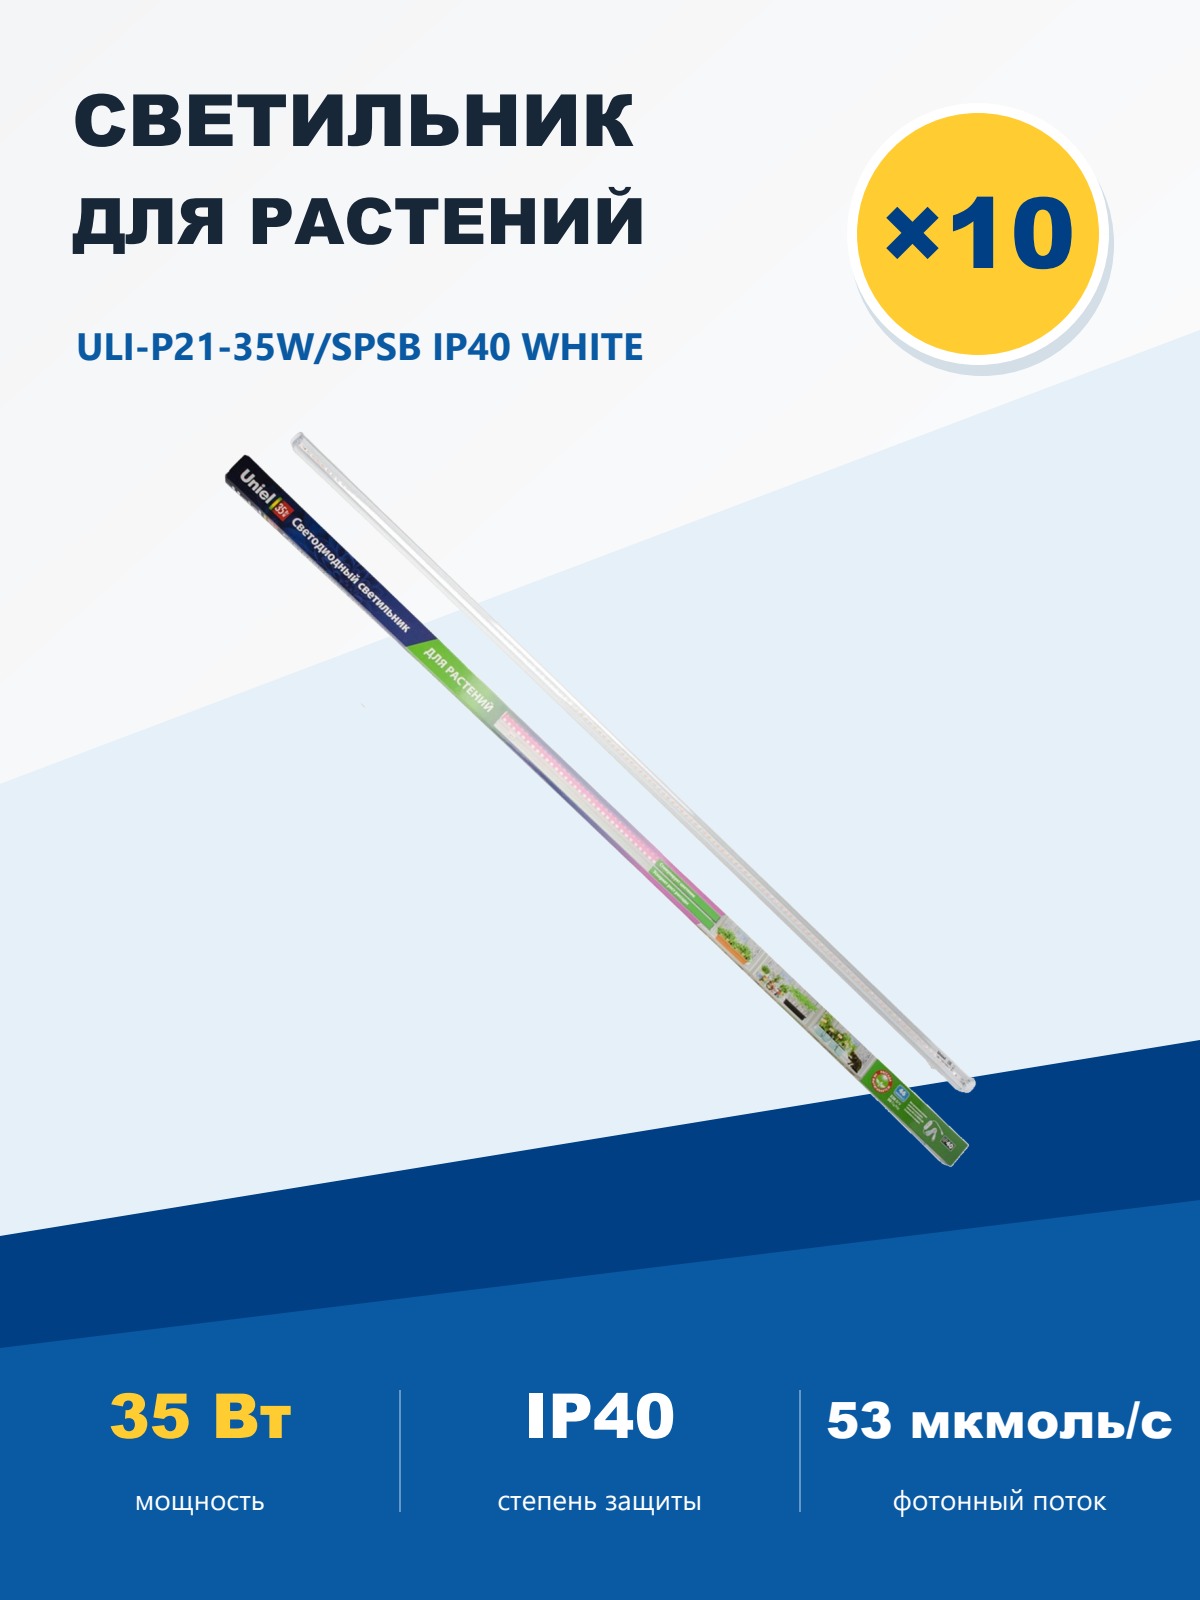 СВЕТИЛЬНИК
ДЛЯ РАСТЕНИЙ
×10
ULI-P21-35W/SPSB IP40 WHITE
Uniel 35
Светодиодный светильник
ДЛЯ РАСТЕНИЙ
35 Вт
мощность
IP40
степень защиты
53 мкмоль/с
фотонный поток